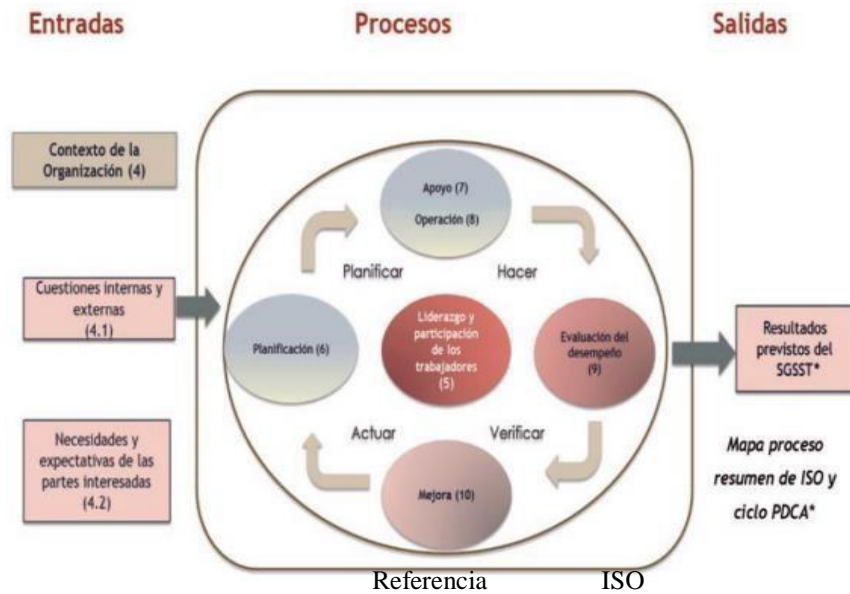 Entradas
Procesos
Salidas
Contexto de la
Organización (4)
Cuestiones internas y
externas
(4.1)
Necesidades y
expectativas de las
partes interesadas
(4.2)
Apoyo (7)
Operación (8)
Planificar
Hacer
Planificación (6)
Liderazgo y
participación
de los
trabajadores
(5)
Evaluación del
desempeño
(9)
Actuar
Verificar
Mejora (10)
Resultados
previstos del
SGSST*
Mapa proceso
resumen de ISO y
ciclo PDCA*
Referencia ISO